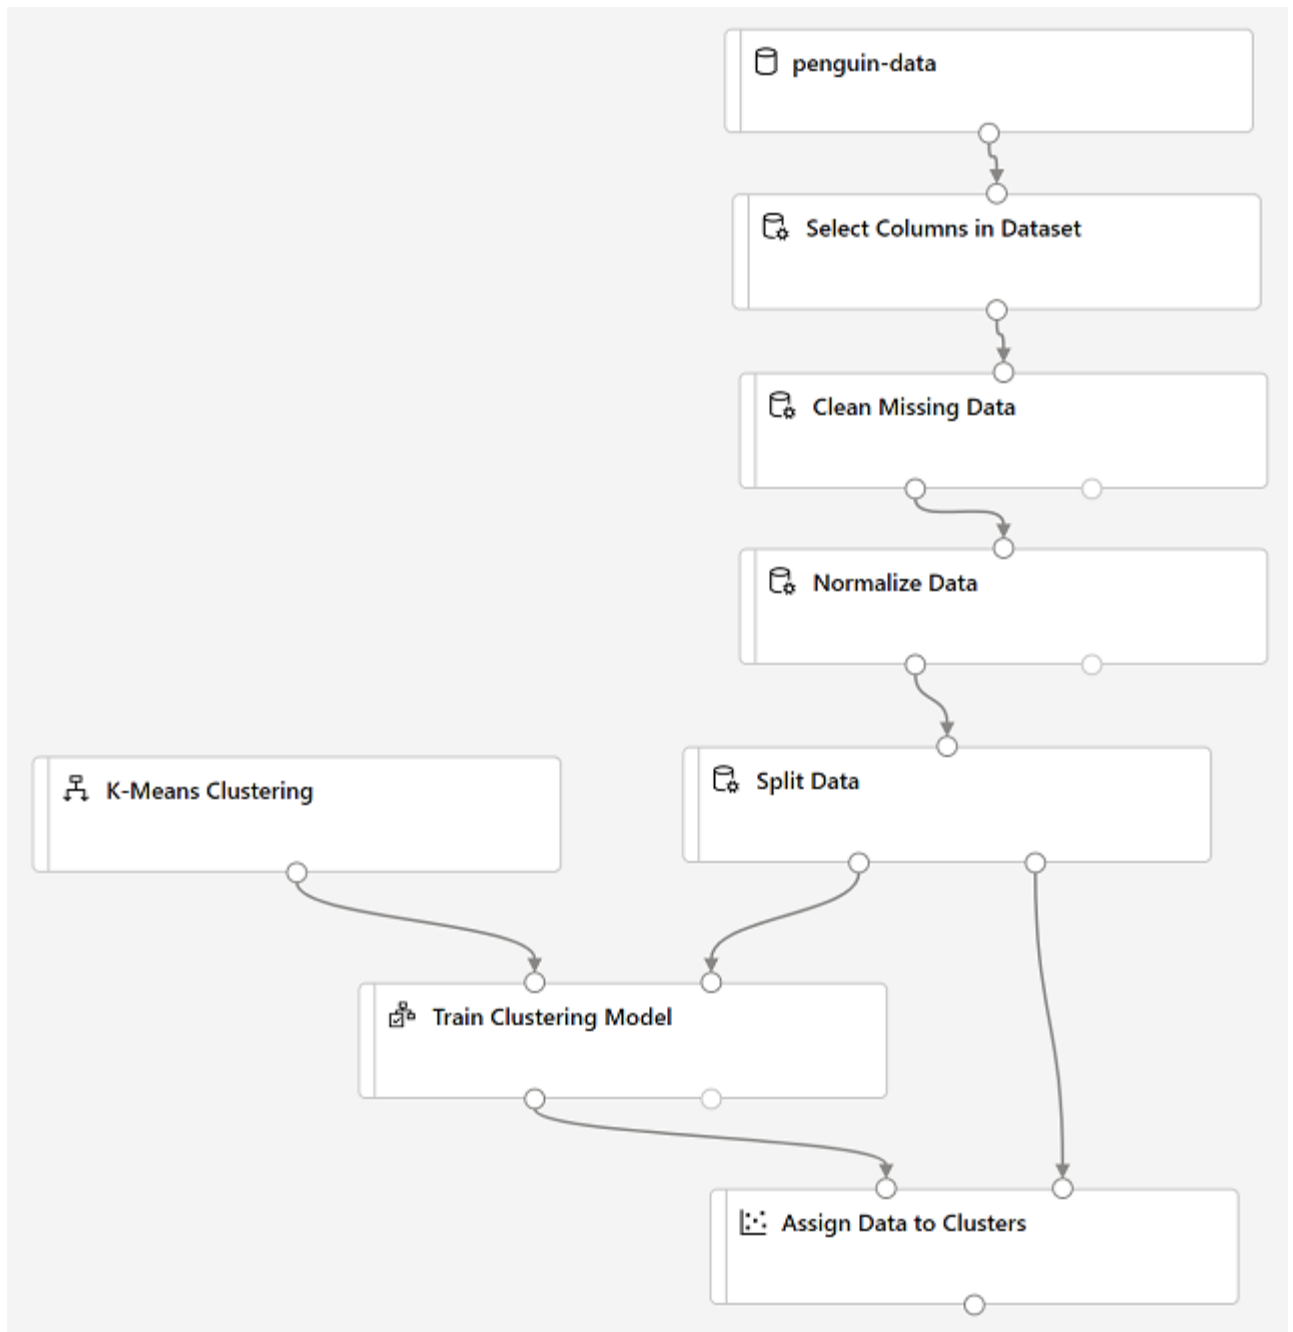 penguin-data
Select Columns in Dataset
Clean Missing Data
Normalize Data
Split Data
K-Means Clustering
Train Clustering Model
Assign Data to Clusters